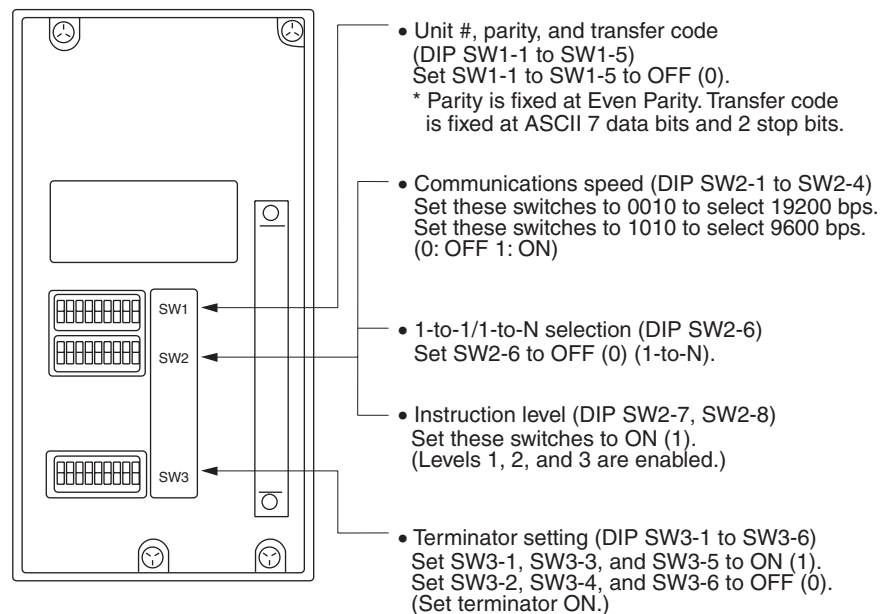 • Unit #, parity, and transfer code
(DIP SW1-1 to SW1-5)
Set SW1-1 to SW1-5 to OFF (0).
* Parity is fixed at Even Parity. Transfer code
is fixed at ASCII 7 data bits and 2 stop bits.
• Communications speed (DIP SW2-1 to SW2-4)
Set these switches to 0010 to select 19200 bps.
Set these switches to 1010 to select 9600 bps.
(0: OFF 1: ON)
SW1
• 1-to-1/1-to-N selection (DIP SW2-6)
Set SW2-6 to OFF (0) (1-to-N).
SW2
• Instruction level (DIP SW2-7, SW2-8)
Set these switches to ON (1).
(Levels 1, 2, and 3 are enabled.)
SW3
• Terminator setting (DIP SW3-1 to SW3-6)
Set SW3-1, SW3-3, and SW3-5 to ON (1).
Set SW3-2, SW3-4, and SW3-6 to OFF (0).
(Set terminator ON.)